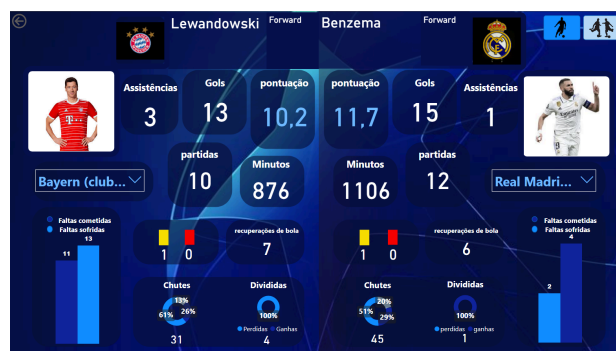 Lewandowski Forward
Benzema Forward
Assistências
3
Gols
13
pontuação
10,2
partidas
10
Minutos
876
Bayern (club...
Faltas cometidas
Faltas sofridas
11
13
1 0
recuperações de bola
7
Chutes
13%
61% 26%
31
Divididas
100%
Perdidas Ganhas
4
pontuação
11,7
Gols
15
Assistências
1
Minutos
1106
partidas
12
Real Madri...
1 0
recuperações de bola
6
Chutes
20%
51% 29%
45
Divididas
100%
perdidas ganhas
1
Faltas cometidas
Faltas sofridas
2
4